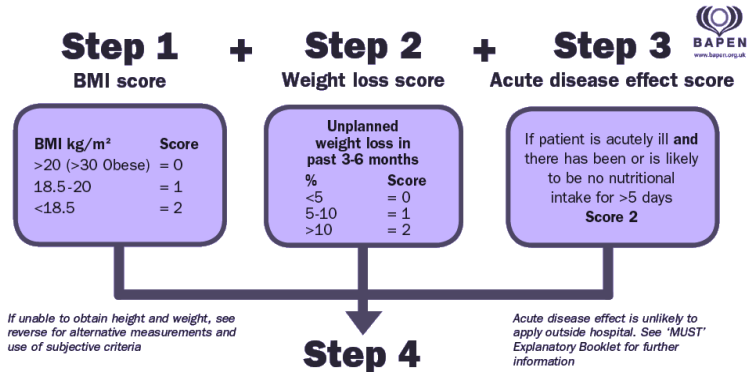 BAPEN
www.bapen.org.uk
Step 1 + Step 2 + Step 3
BMI score
Weight loss score
Acute disease effect score
BMI kg/m² Score
>20 (>30 Obese) = 0
18.5-20 = 1
<18.5 = 2
Unplanned
weight loss in
past 3-6 months
% Score
<5 = 0
5-10 = 1
>10 = 2
If patient is acutely ill and
there has been or is likely
to be no nutritional
intake for >5 days
Score 2
If unable to obtain height and weight, see
reverse for alternative measurements and
use of subjective criteria
Acute disease effect is unlikely to
apply outside hospital. See ‘MUST’
Explanatory Booklet for further
information
Step 4